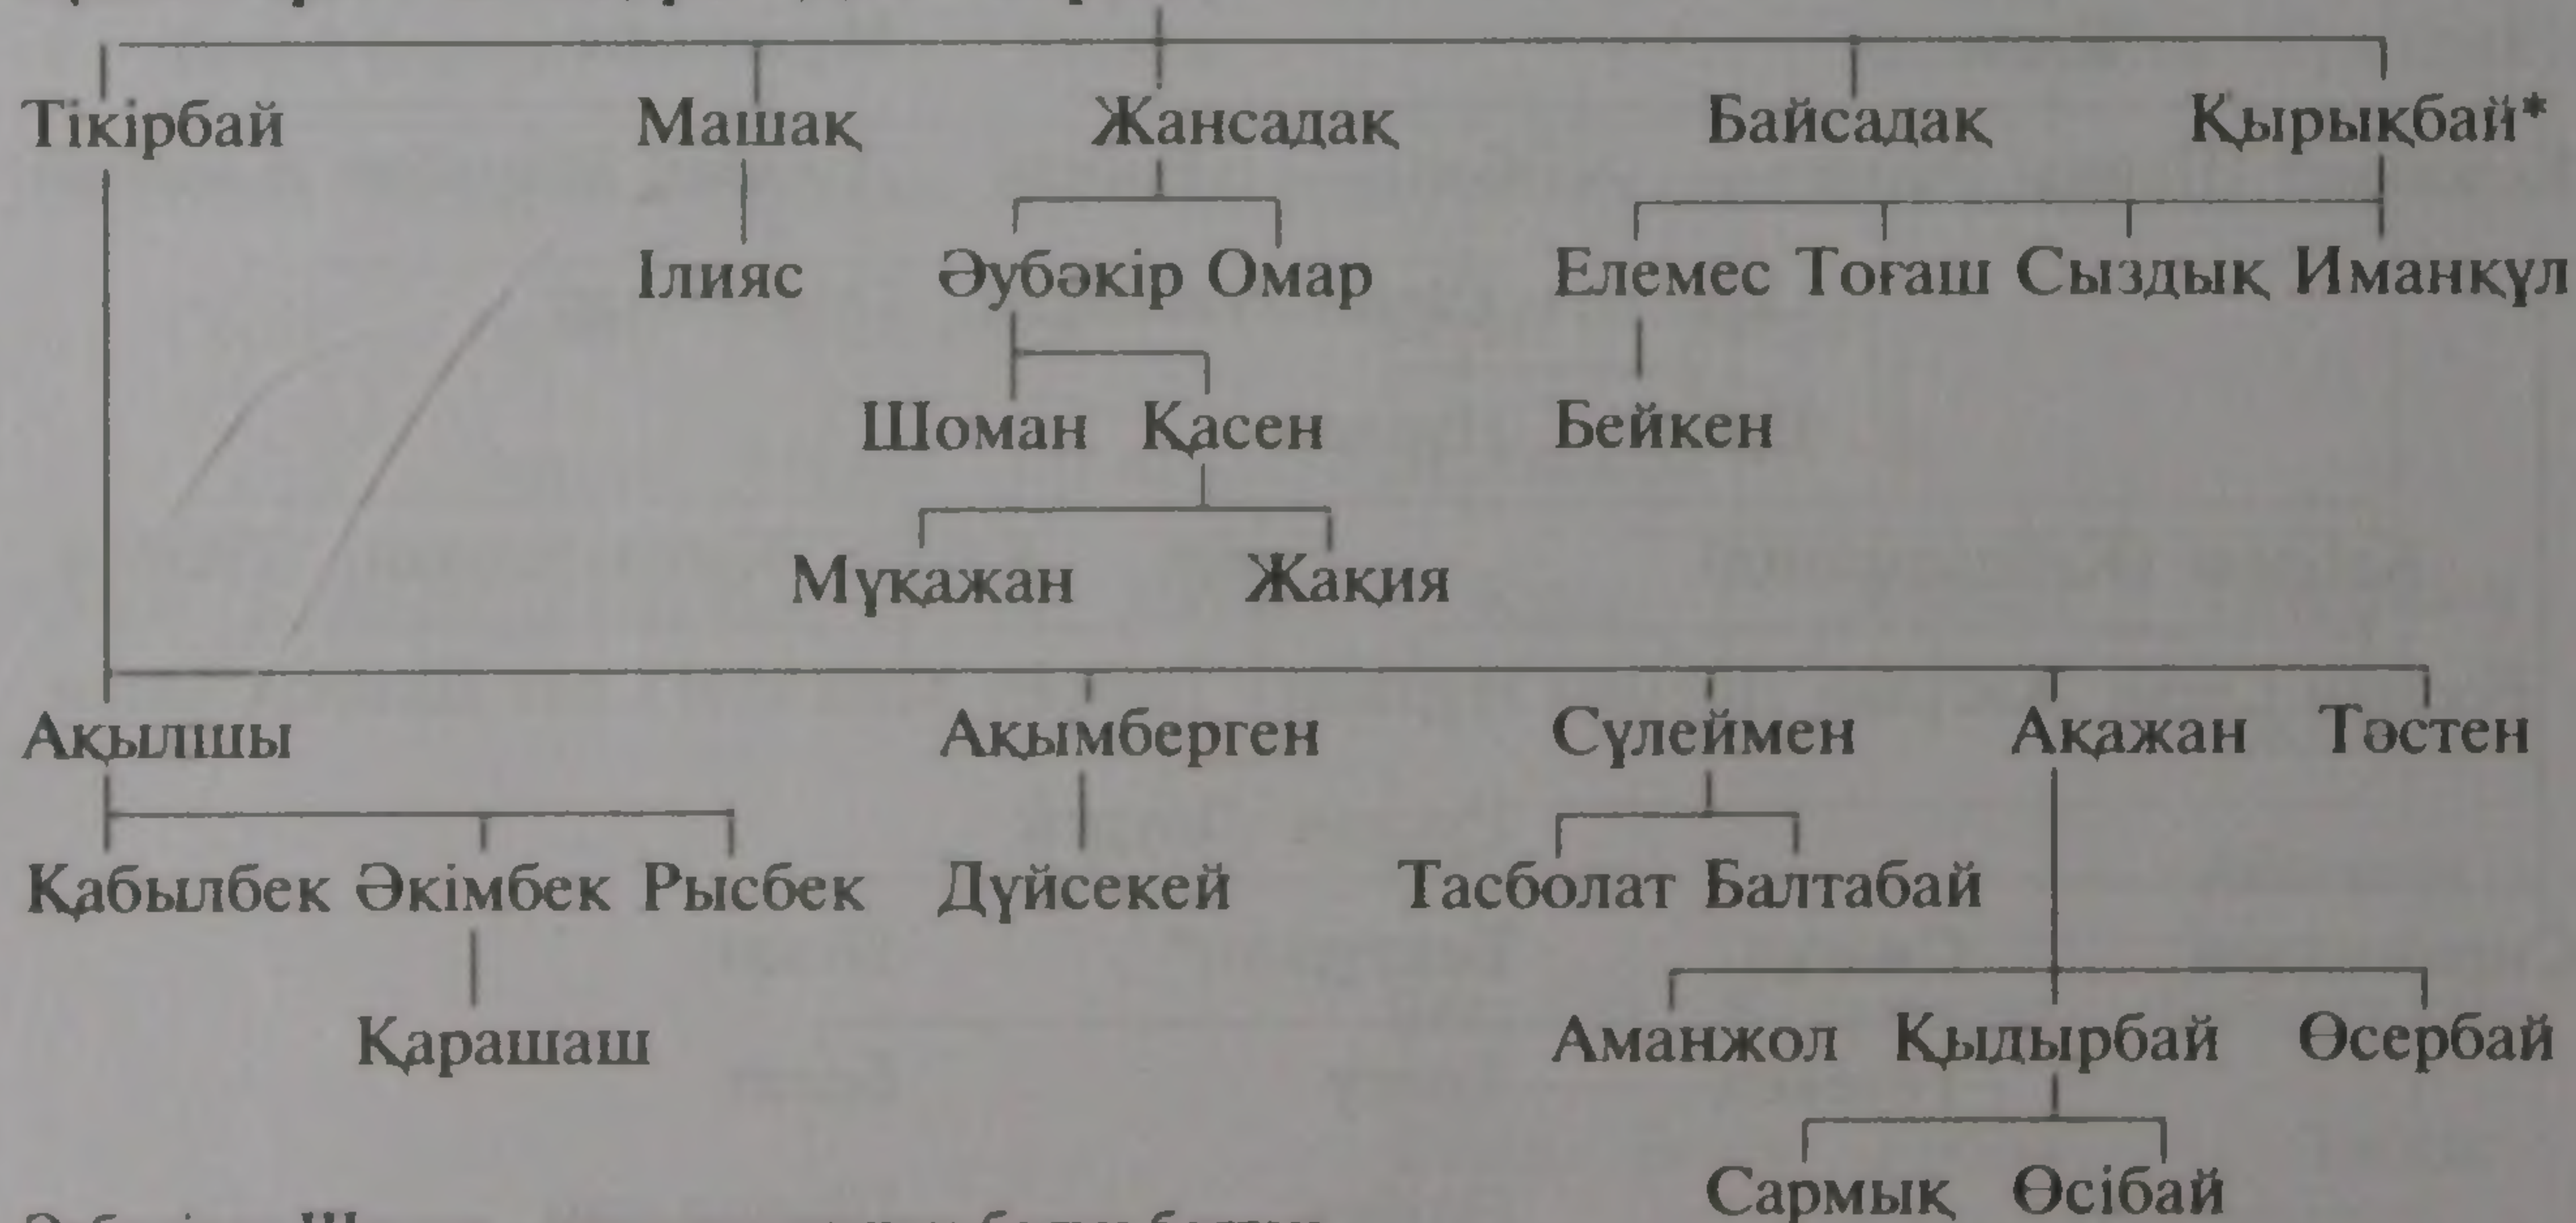 Тікірбай Машақ Жансадақ Байсадақ Қырықбай*
Ілияс Әубәкір Омар Елемес Тоғаш Сыздық Иманқұл
Шоман Қасен Бейкен
Мұқажан Жақия
Ақылшы Ақымберген Сүлеймен Ақажан Тәстен
Қабылбек Әкімбек Рысбек Дүйсекей Тасболат Балтабай
Қарашаш Аманжол Қыдырбай Өсербай
Сармық Өсібай